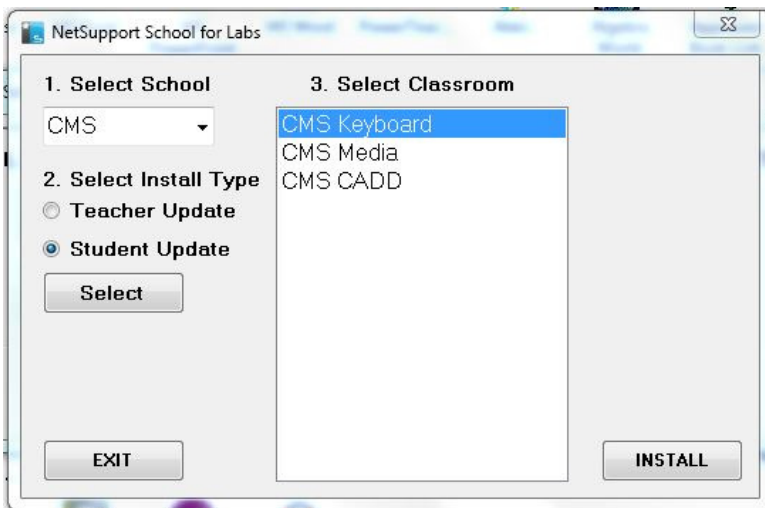 NetSupport School for Labs
1. Select School
CMS
2. Select Install Type
Teacher Update
Student Update
Select
EXIT
3. Select Classroom
CMS Keyboard
CMS Media
CMS CADD
INSTALL